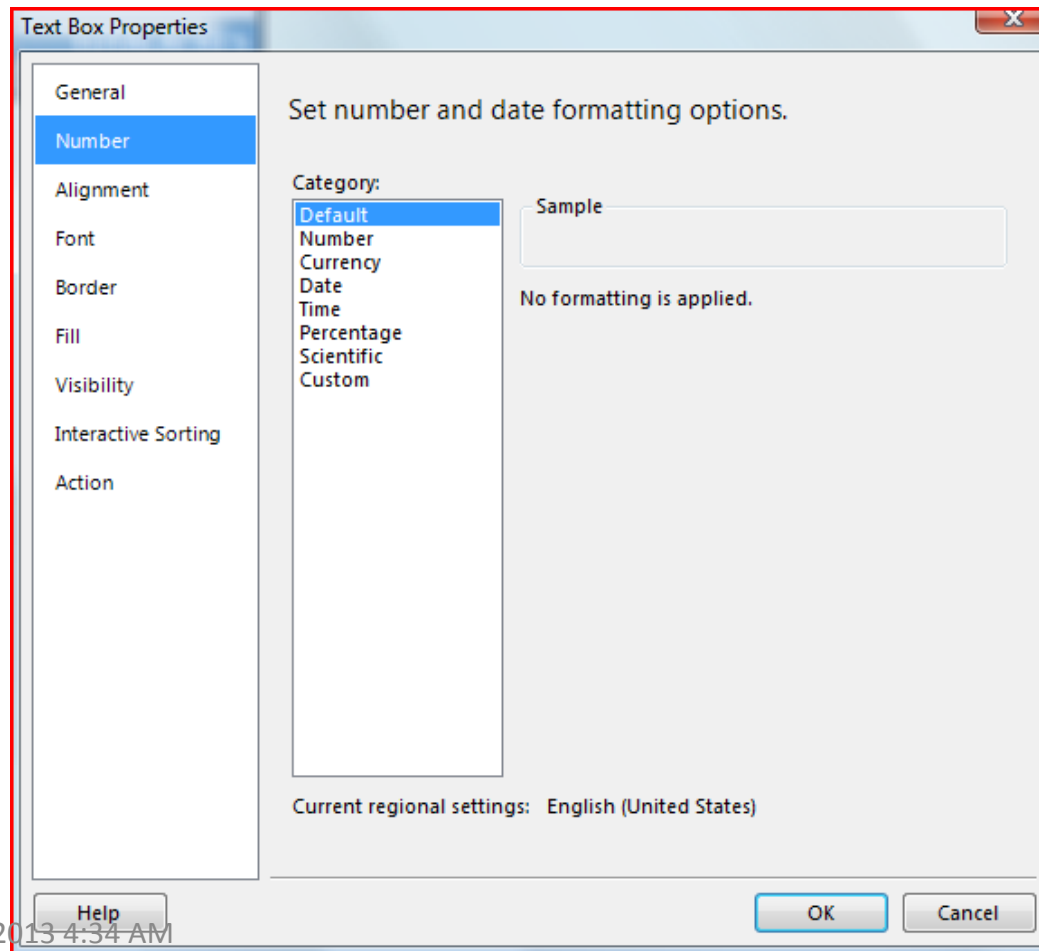 Text Box Properties
X
General
Number
Alignment
Font
Border
Fill
Visibility
Interactive Sorting
Action
Set number and date formatting options.
Category:
Default
Number
Currency
Date
Time
Percentage
Scientific
Custom
Sample
No formatting is applied.
Current regional settings: English (United States)
Help
OK
Cancel
2013 4:34 AM